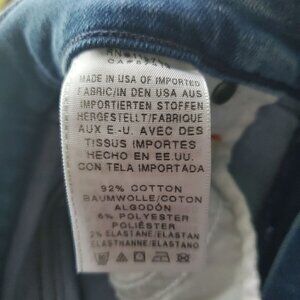 MADE IN USA OF IMPORTED
FABRIC/IN DEN USA AUS
IMPORTIERTEN STOFFEN
HERGESTELLT/FABRIQUE
AUX E.-U. AVEC DES
TISSUS IMPORTES
HECHO EN EE.UU.
CON TELA IMPORTADA
92% COTTON
BAUMWOLLE/COTON
ALGODÓN
6% POLYESTER
POLIÉSTER
2% ELASTANE/ELASTAN
ELASTHANNE/ELASTANO